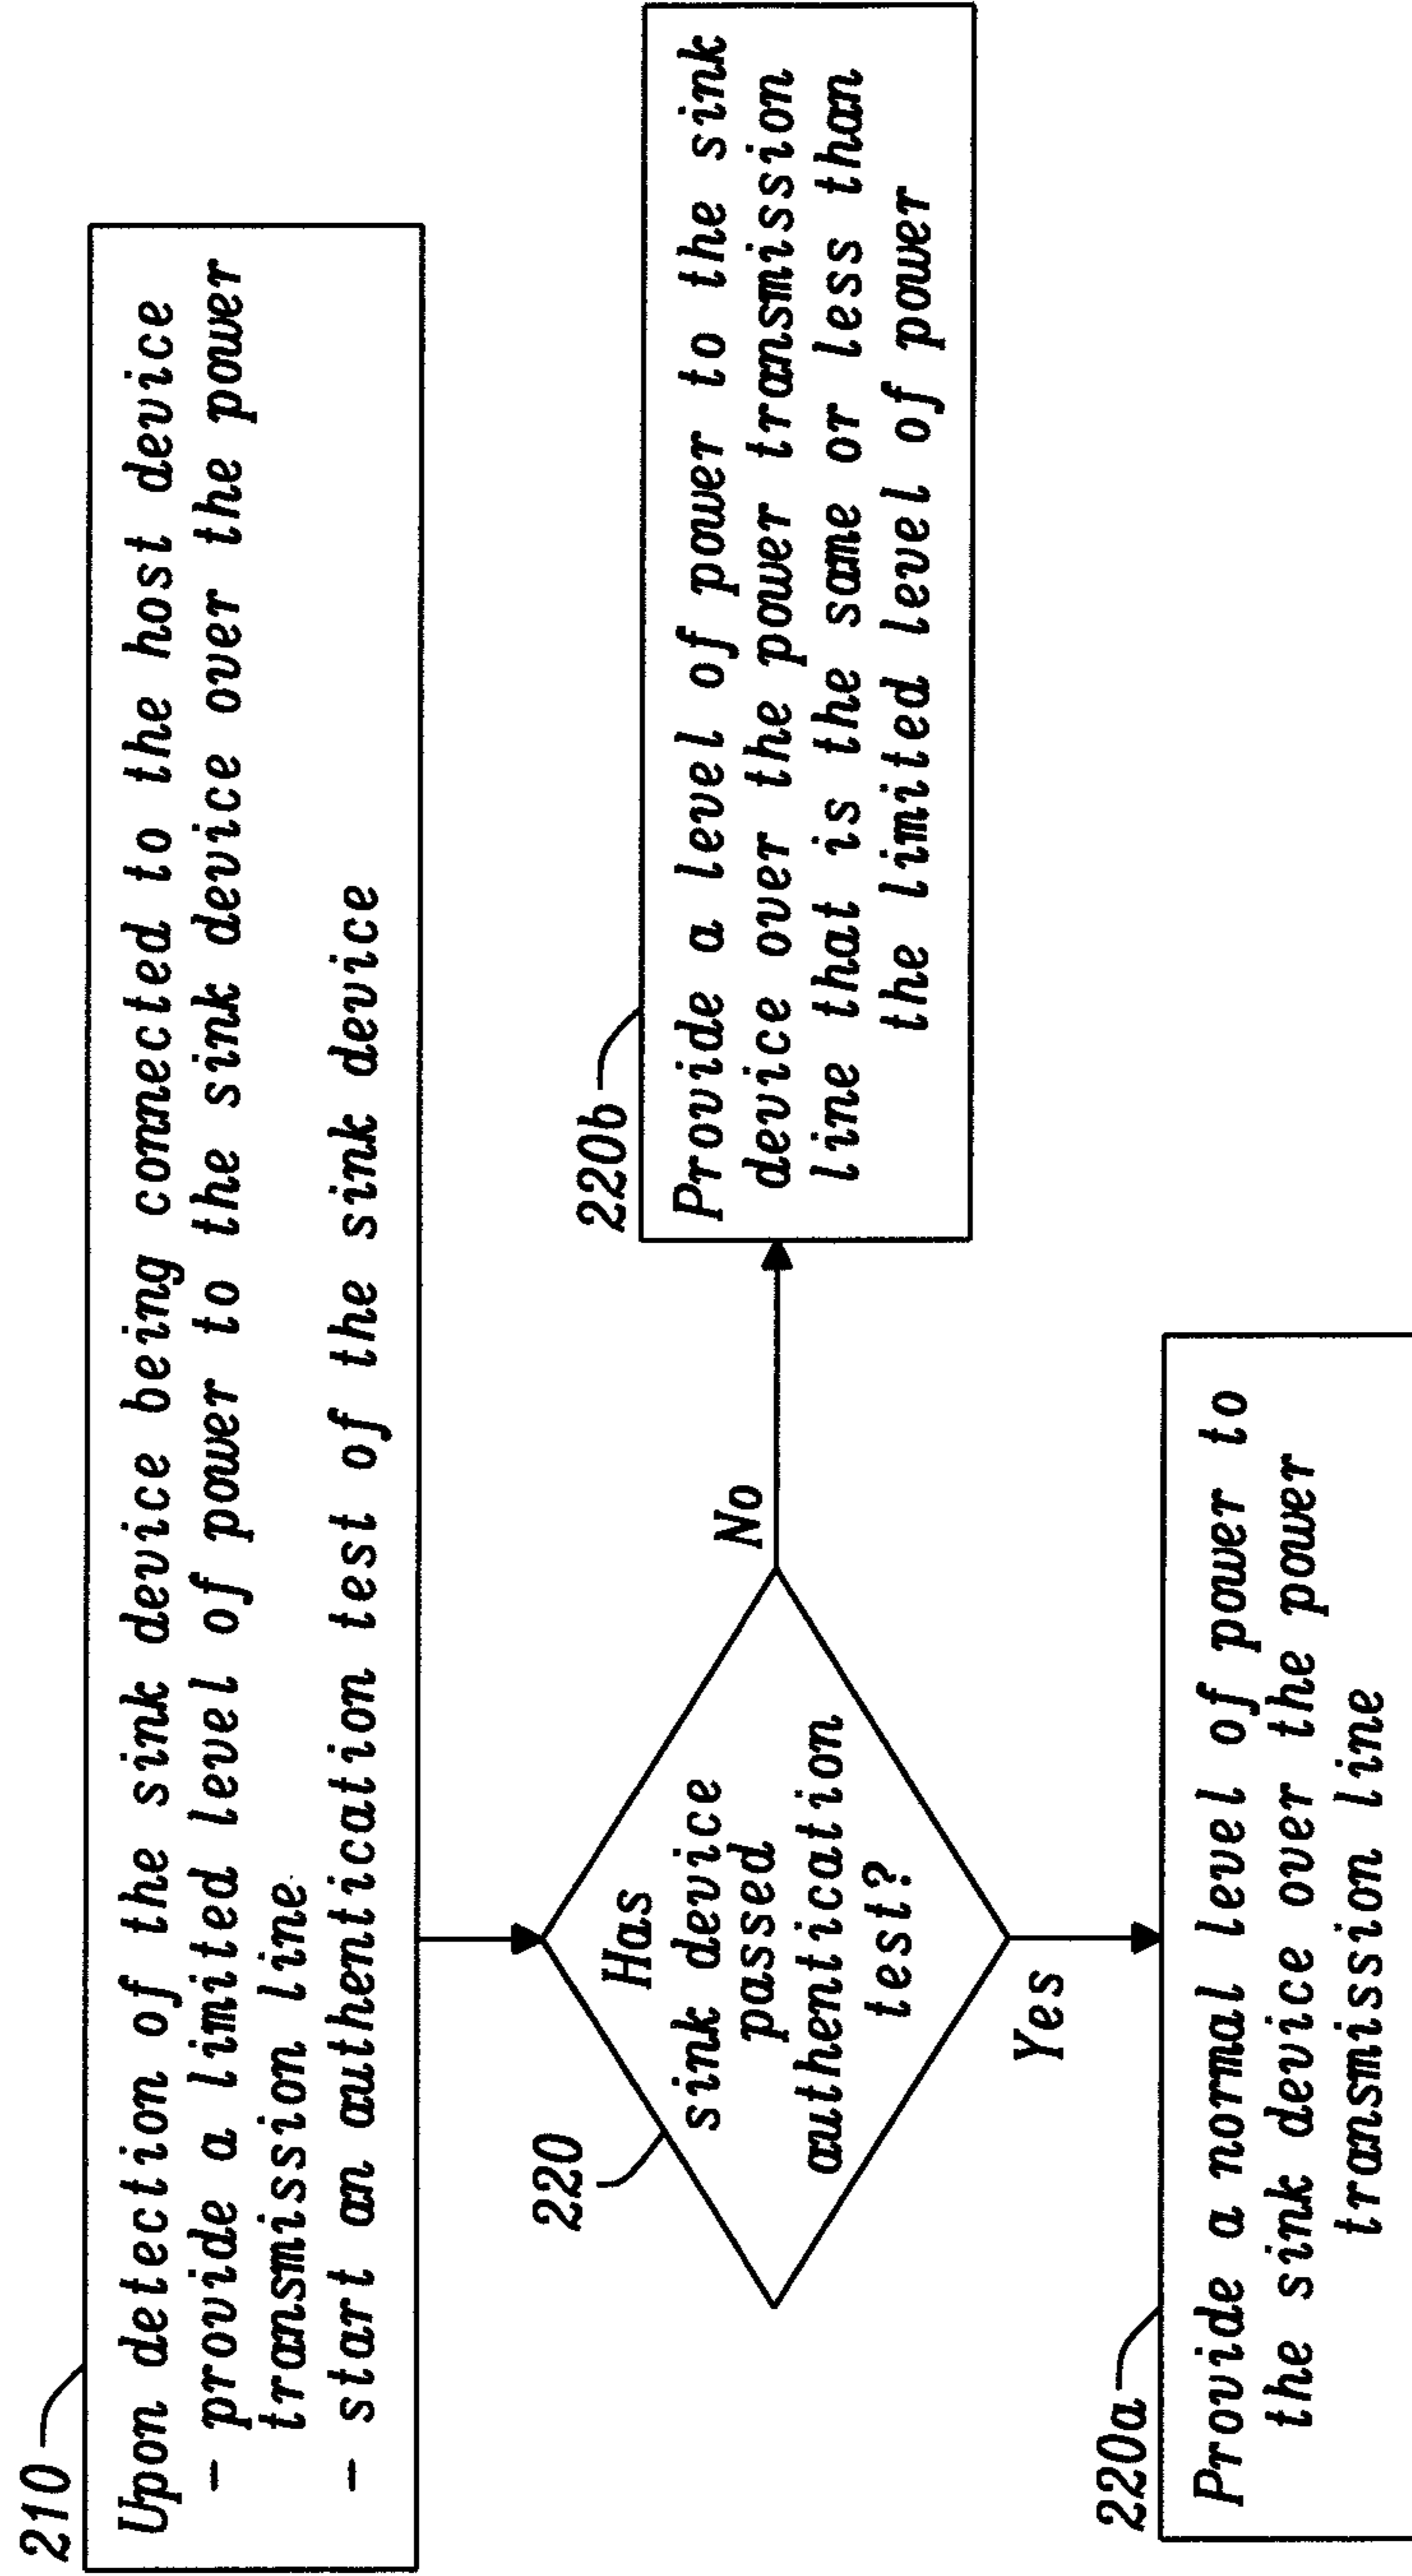 210
Upon detection of the sink device being connected to the host device
- provide a limited level of power to the sink device over the power
transmission line
- start an authentication test of the sink device
220
Has
sink device
passed
authentication
test?
No
220b
Provide a level of power to the sink
device over the power transmission
line that is the same or less than
the limited level of power
Yes
220a
Provide a normal level of power to
the sink device over the power
transmission line